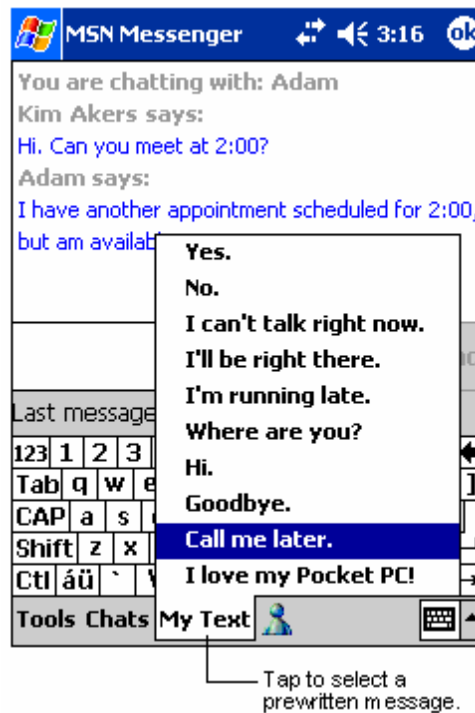 MSN Messenger 3:16 ok
You are chatting with: Adam
Kim Akers says:
Hi. Can you meet at 2:00?
Adam says:
I have another appointment scheduled for 2:00,
but am
Yes.
No.
I can't talk right now.
I'll be right there.
I'm running late.
Where are you?
Hi.
Goodbye.
Call me later.
I love my Pocket PC!
Last message
123 1 2 3
Tab q w e
CAP a s
Shift z x
Ctl áü `
Tools Chats My Text
Tap to select a
prewritten message.